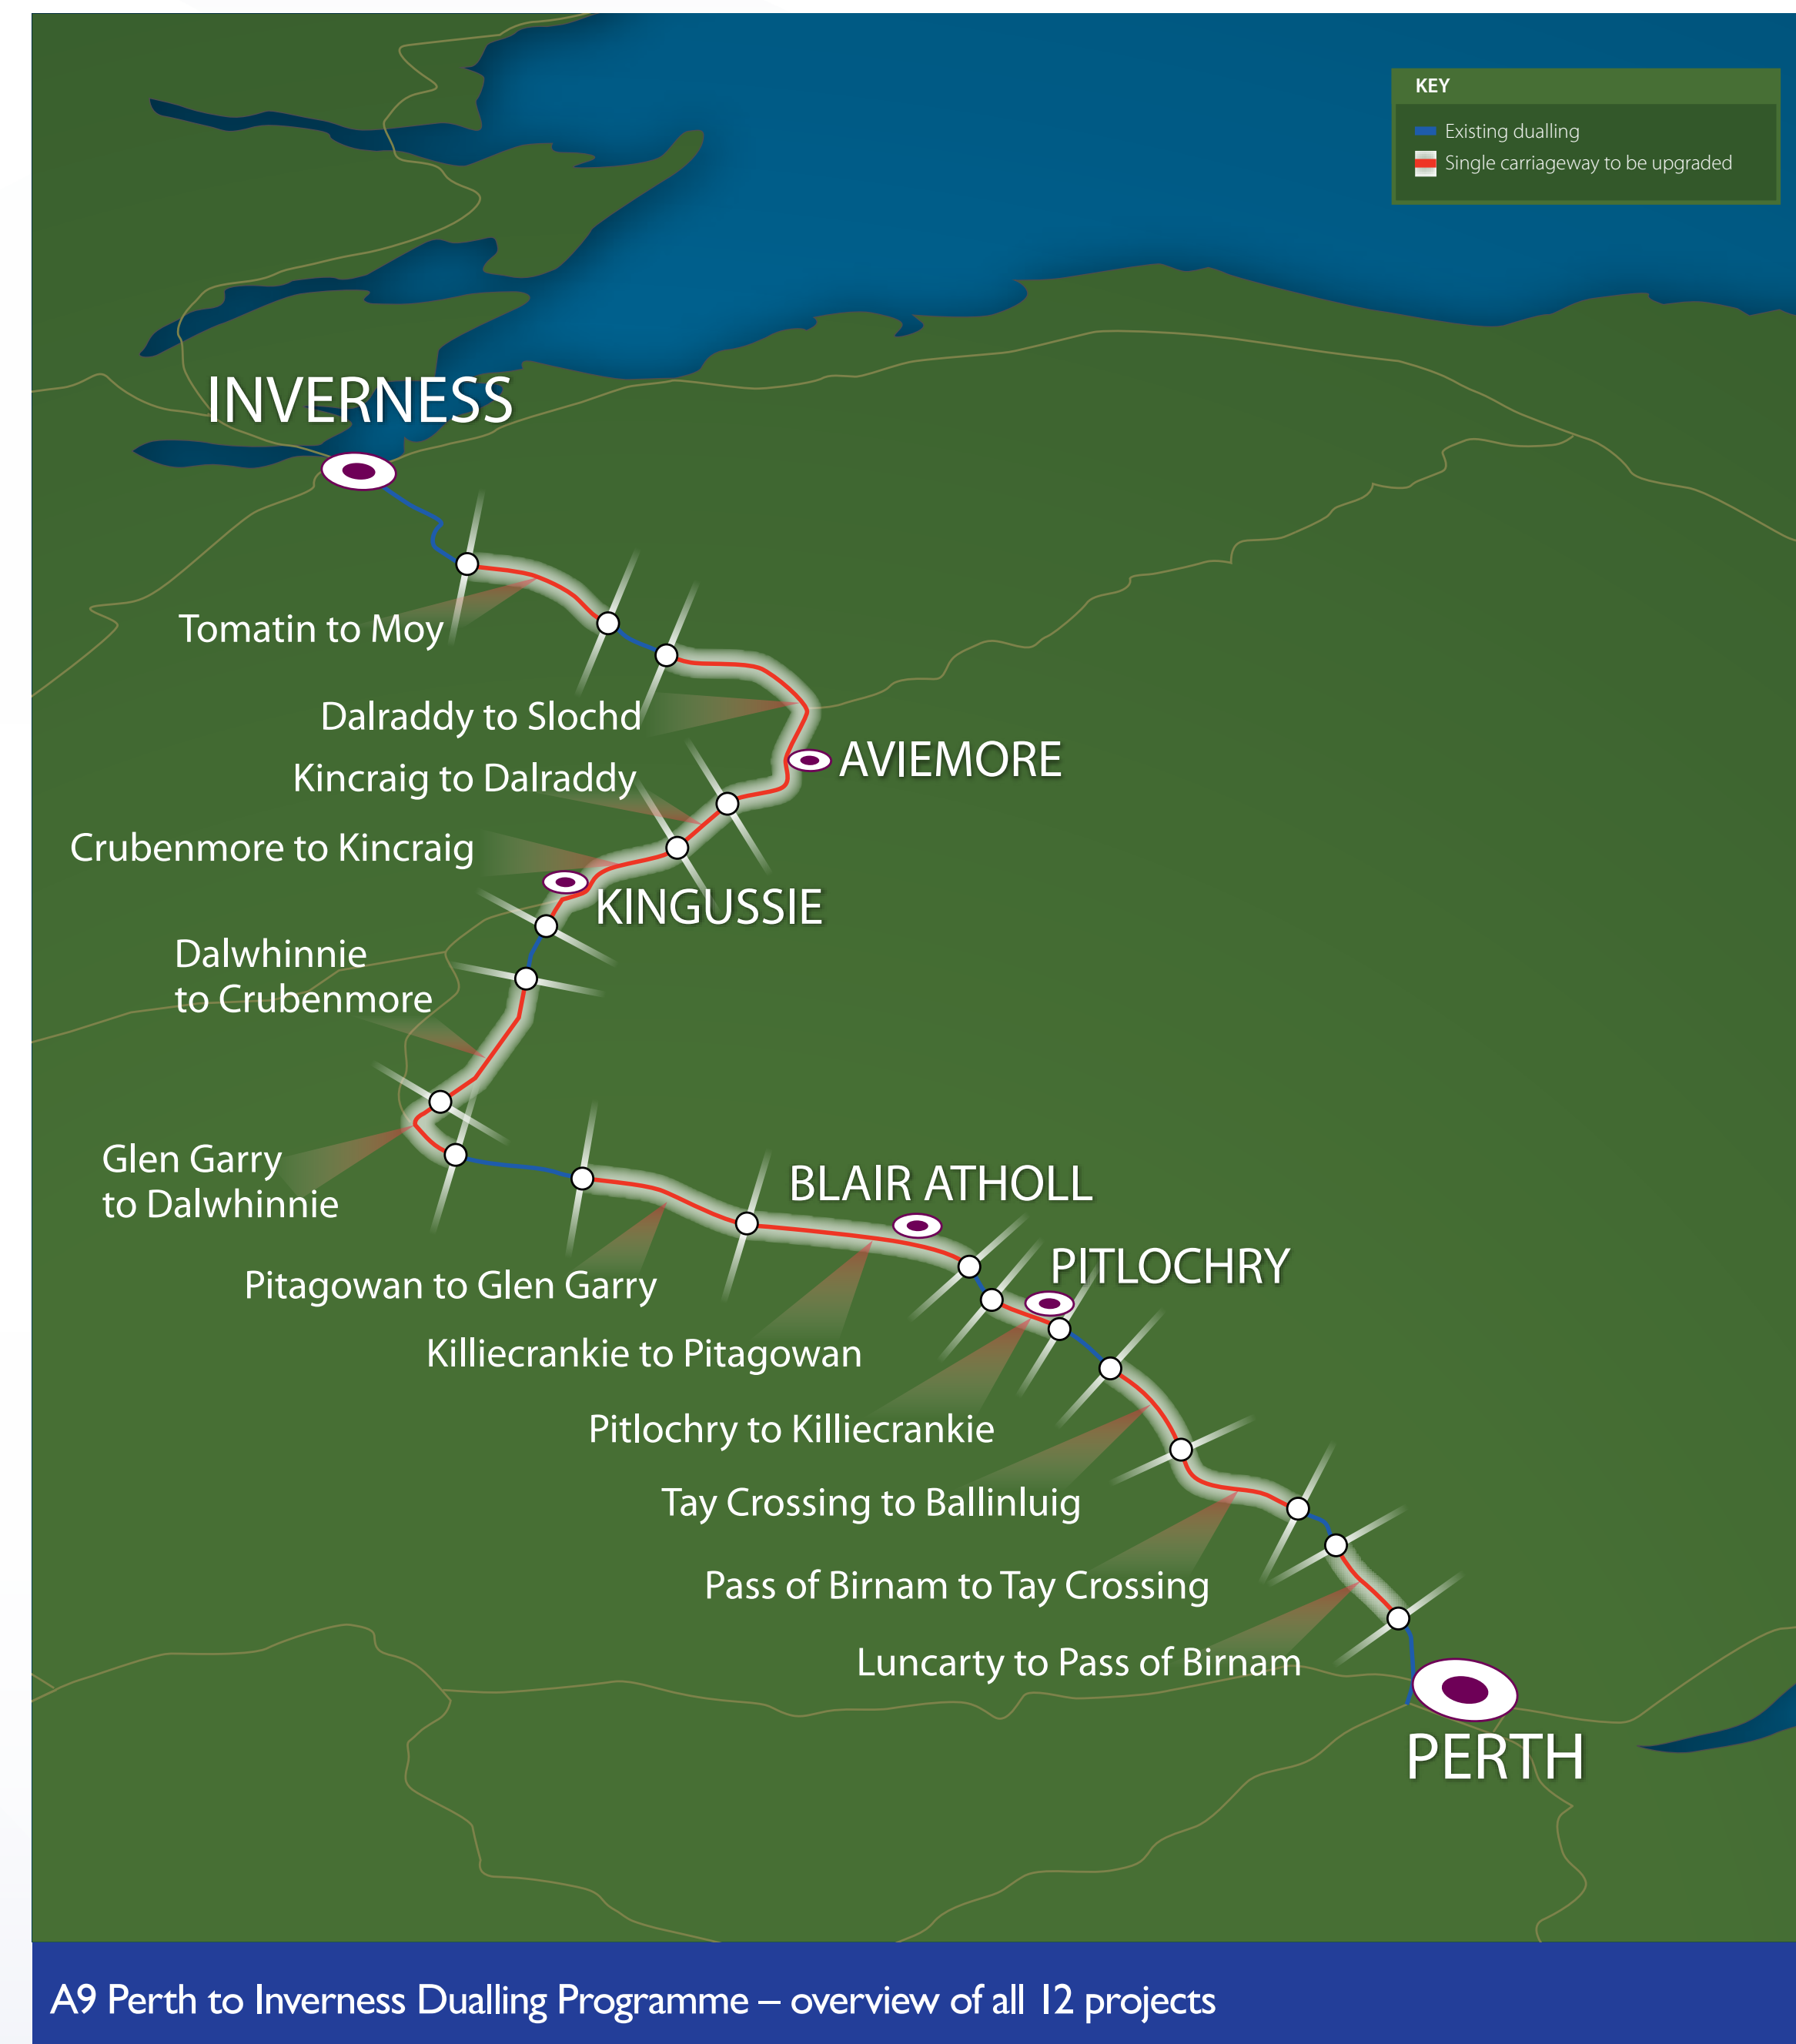 KEY
Existing dualling
Single carriageway to be upgraded
INVERNESS
Tomatin to Moy
Dalraddy to Slochd
AVIEMORE
Kincraig to Dalraddy
Crubenmore to Kincraig
KINGUSSIE
Dalwhinnie
to Crubenmore
Glen Garry
to Dalwhinnie
BLAIR ATHOLL
PITLOCHRY
Pitagowan to Glen Garry
Killiecrankie to Pitagowan
Pitlochry to Killiecrankie
Tay Crossing to Ballinluig
Pass of Birnam to Tay Crossing
Luncarty to Pass of Birnam
PERTH
A9 Perth to Inverness Dualling Programme – overview of all 12 projects